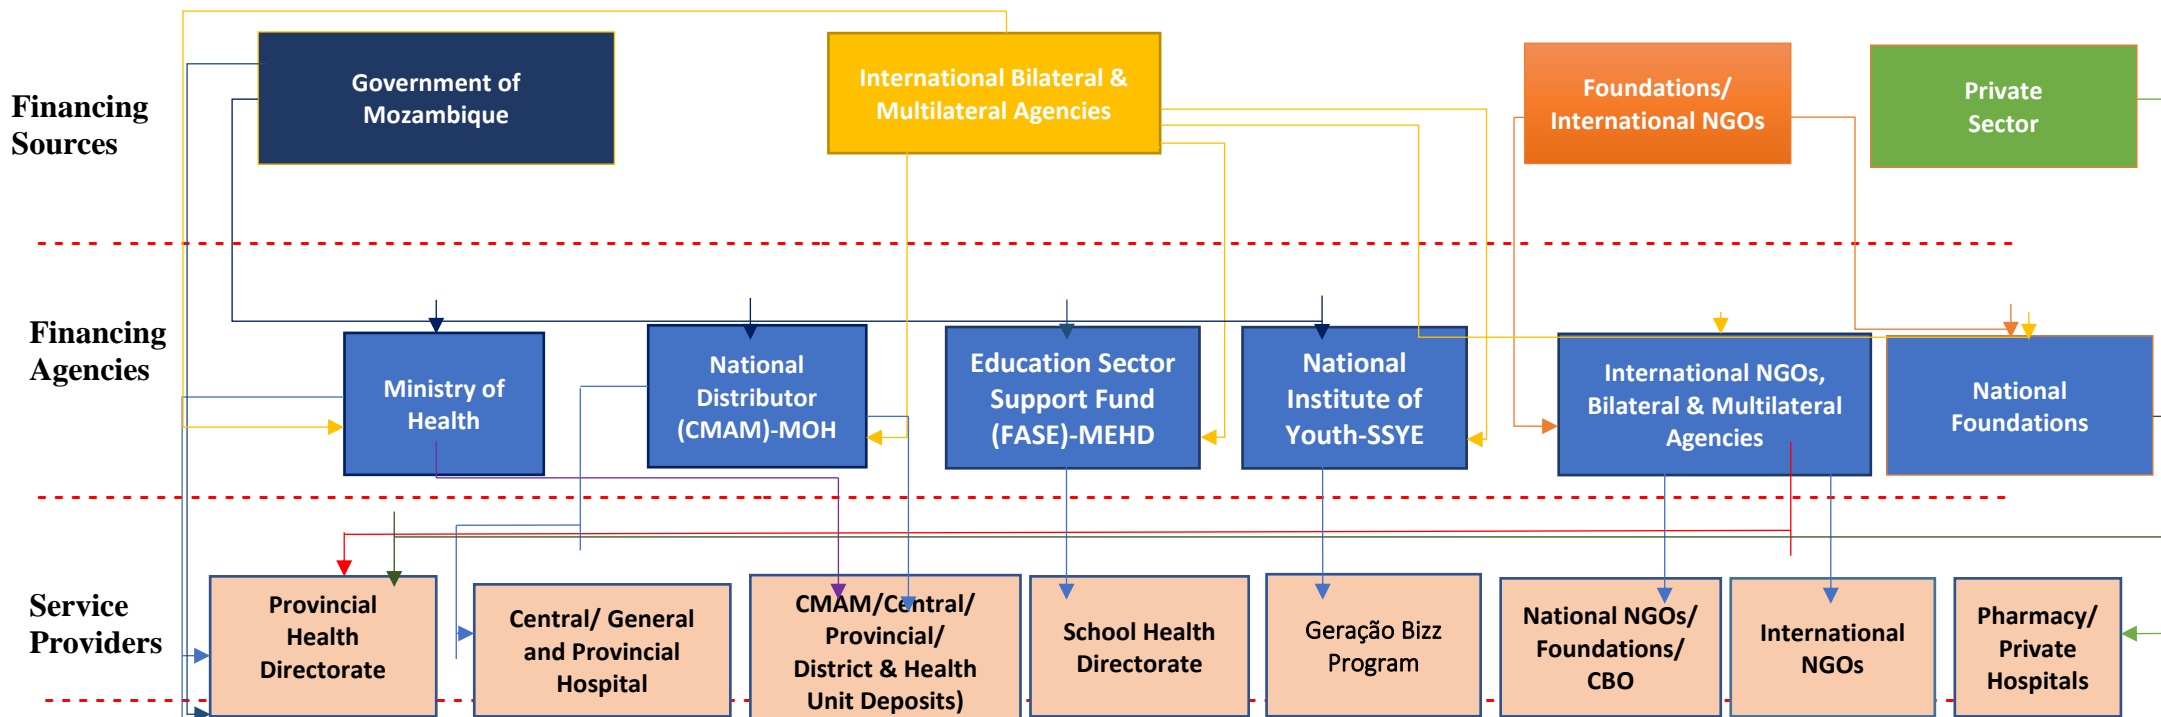 Financing
Sources
Government of
Mozambique
International Bilateral &
Multilateral Agencies
Foundations/
International NGOs
Private
Sector
Financing
Agencies
Ministry of
Health
National
Distributor
(CMAM)-MOH
Education Sector
Support Fund
(FASE)-MEHD
National
Institute of
Youth-SSYE
International NGOs,
Bilateral & Multilateral
Agencies
National
Foundations
Service
Providers
Provincial
Health
Directorate
Central/ General
and Provincial
Hospital
CMAM/Central/
Provincial/
District & Health
Unit Deposits)
School Health
Directorate
Geração Bizz
Program
National NGOs/
Foundations/
CBO
International
NGOs
Pharmacy/
Private
Hospitals